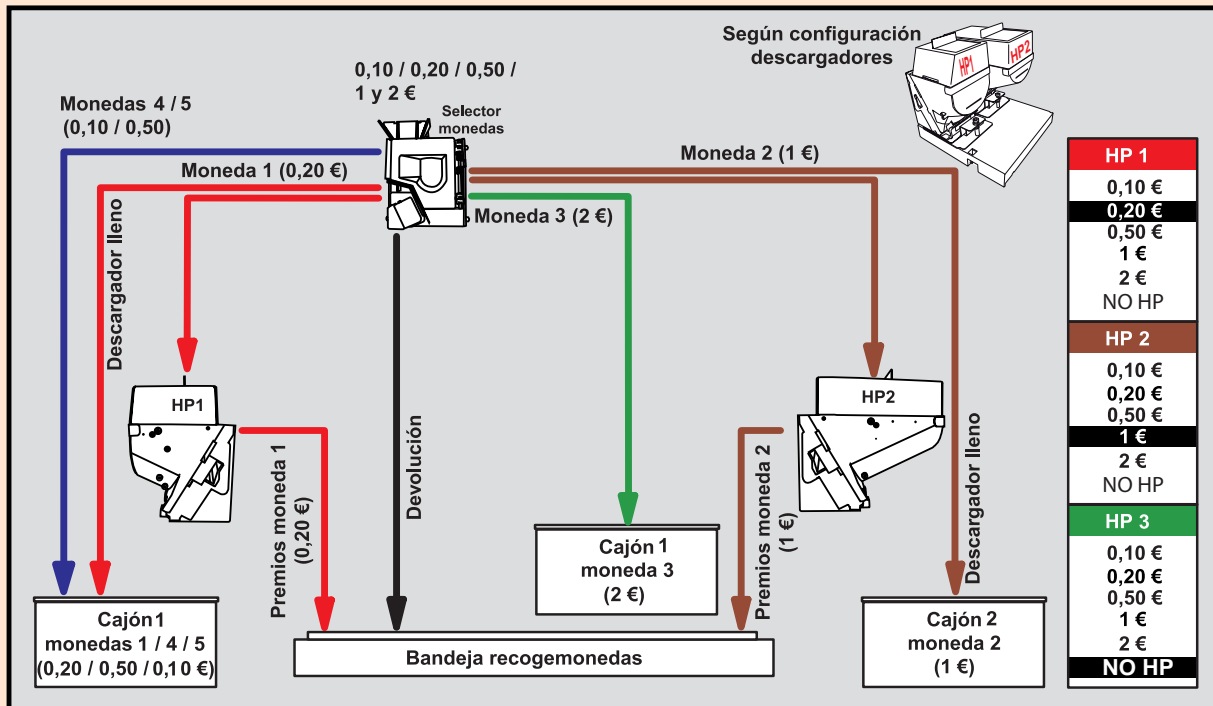 Según configuración
descargadores
HP1
HP2
0,10 / 0,20 / 0,50 /
1 y 2 €
Selector
monedas
Monedas 4 / 5
(0,10 / 0,50)
Moneda 1 (0,20 €)
Moneda 2 (1 €)
Moneda 3 (2 €)
Descargador lleno
HP1
Premios moneda 1
(0,20 €)
Devolución
HP2
Premios moneda 2
(1 €)
Descargador lleno
Cajón 1
monedas 1 / 4 / 5
(0,20 / 0,50 / 0,10 €)
Bandeja recogemonedas
Cajón 1
moneda 3
(2 €)
Cajón 2
moneda 2
(1 €)
HP 1
0,10 €
0,20 €
0,50 €
1 €
2 €
NO HP
HP 2
0,10 €
0,20 €
0,50 €
1 €
2 €
NO HP
HP 3
0,10 €
0,20 €
0,50 €
1 €
2 €
NO HP